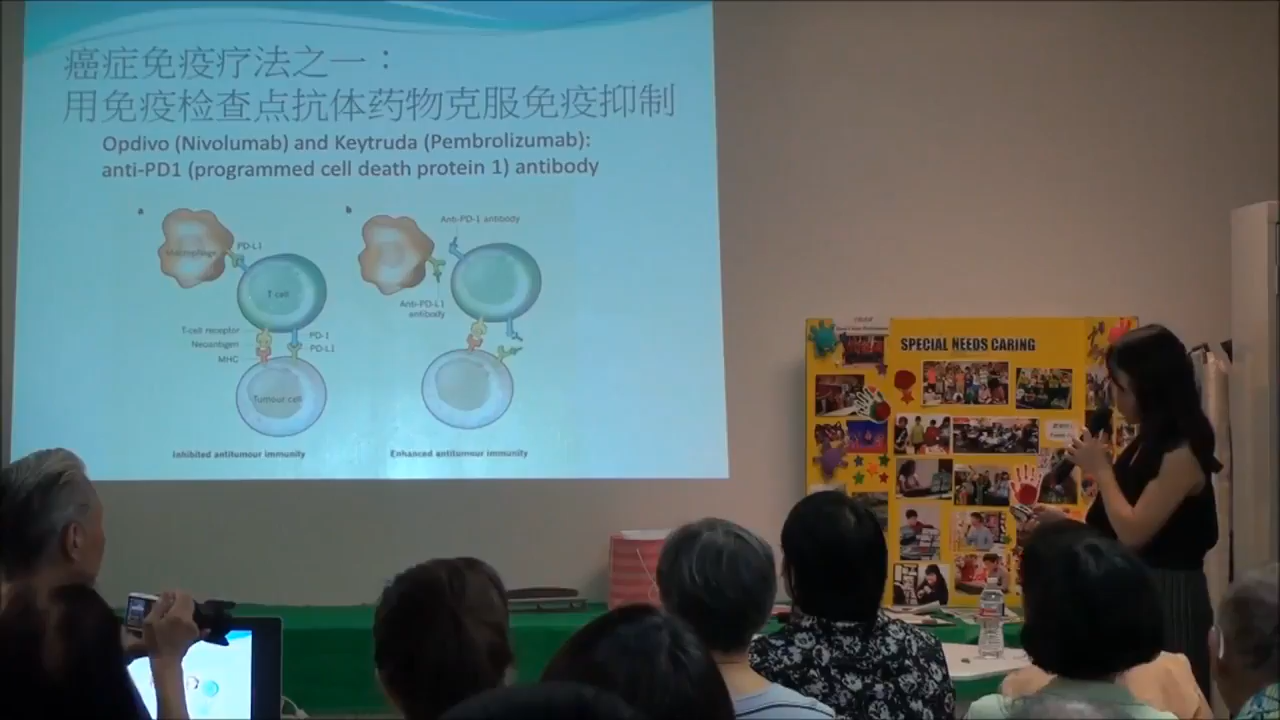 癌症免疫疗法之一：
用免疫检查点抗体药物克服免疫抑制
Opdivo (Nivolumab) and Keytruda (Pembrolizumab):
anti-PD1 (programmed cell death protein 1) antibody
a
Macrophage
PD-L1
T cell
T-cell receptor
Neoantigen
MHC
PD-1
PD-L1
Tumour cell
Inhibited antitumour immunity
b
Anti-PD-1 antibody
Anti-PD-L1
antibody
Enhanced antitumour immunity
SPECIAL NEEDS CARING